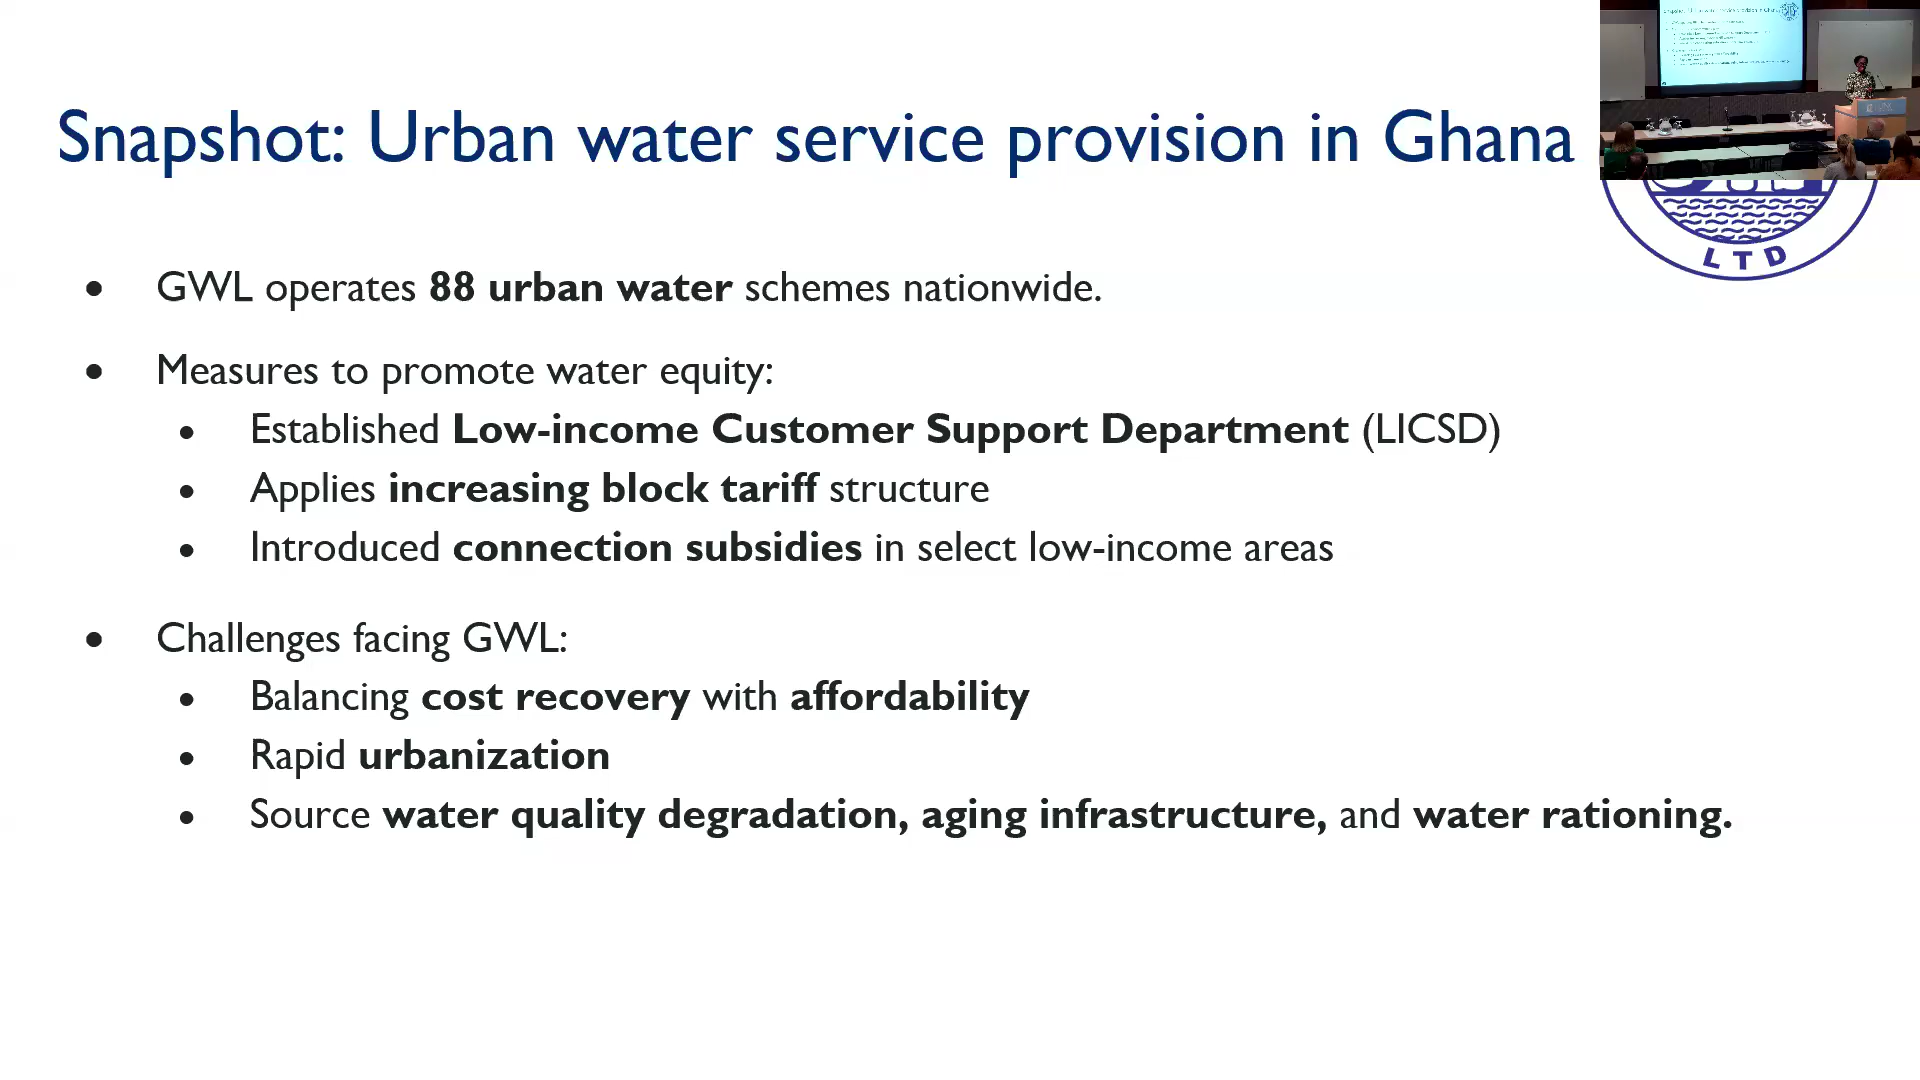 Snapshot: Urban water service provision in Ghana
LTD
• GWL operates 88 urban water schemes nationwide.
• Measures to promote water equity:
• Established Low-income Customer Support Department (LICSD)
• Applies increasing block tariff structure
• Introduced connection subsidies in select low-income areas
• Challenges facing GWL:
• Balancing cost recovery with affordability
• Rapid urbanization
• Source water quality degradation, aging infrastructure, and water rationing.